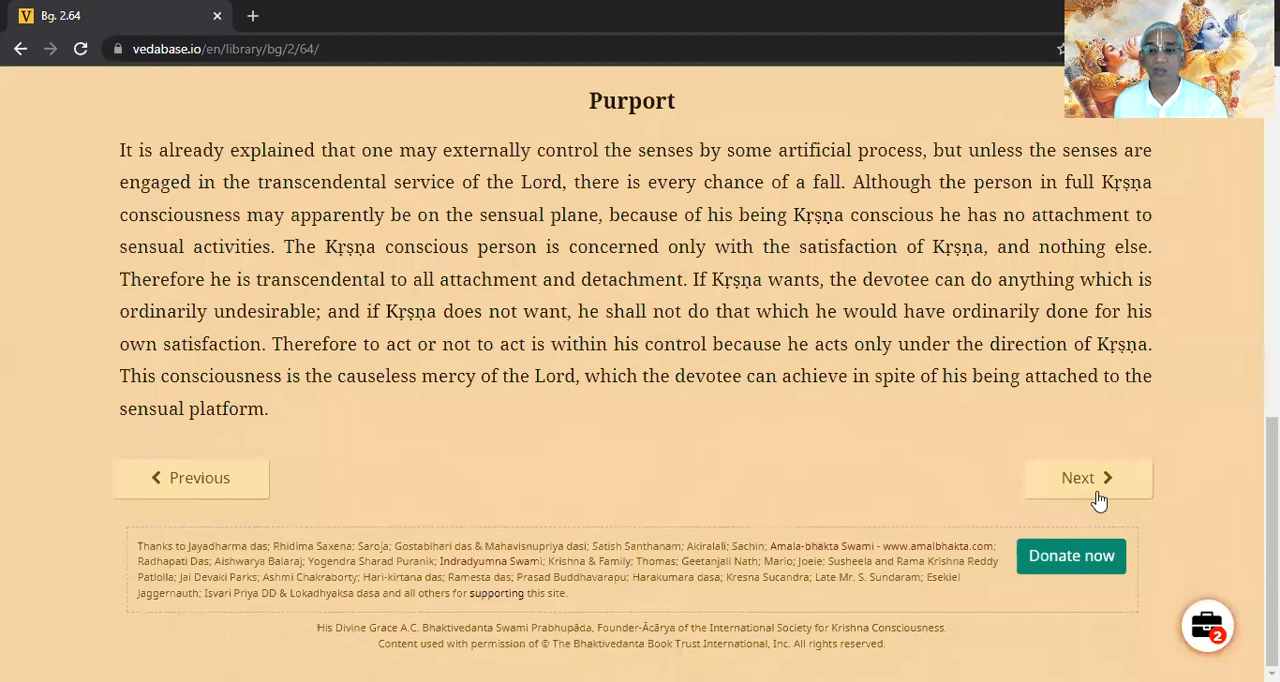 V Bg. 2.64
vedabase.io/en/library/bg/2/64/
Purport
It is already explained that one may externally control the senses by some artificial process, but unless the senses are
engaged in the transcendental service of the Lord, there is every chance of a fall. Although the person in full Kṛṣṇa
consciousness may apparently be on the sensual plane, because of his being Kṛṣṇa conscious he has no attachment to
sensual activities. The Kṛṣṇa conscious person is concerned only with the satisfaction of Kṛṣṇa, and nothing else.
Therefore he is transcendental to all attachment and detachment. If Kṛṣṇa wants, the devotee can do anything which is
ordinarily undesirable; and if Kṛṣṇa does not want, he shall not do that which he would have ordinarily done for his
own satisfaction. Therefore to act or not to act is within his control because he acts only under the direction of Kṛṣṇa.
This consciousness is the causeless mercy of the Lord, which the devotee can achieve in spite of his being attached to the
sensual platform.
Previous
Next
Thanks to Jayadharma das; Rhidima Saxena; Saroja; Gostabihari das & Mahavisnupriya dasi; Satish Santhanam; Akiralali; Sachin; Amala-bhakta Swami - www.amalbhakta.com;
Radhapati Das; Aishwarya Balaraj; Yogendra Sharad Puranik; Indradyumna Swami; Krishna & Family; Thomas; Geetanjali Nath; Mario; Joeie; Susheela and Rama Krishna Reddy
Patlolla; Jai Devaki Parks; Ashmi Chakraborty; Hari-kirtana das; Ramesta das; Prasad Buddhavarapu; Harakumara dasa; Kresna Sucandra; Late Mr. S. Sundaram; Esekiel
Jaggernauth; Isvari Priya DD & Lokadhyaksa dasa and all others for supporting this site.
Donate now
His Divine Grace A.C. Bhaktivedanta Swami Prabhupāda, Founder-Ācārya of the International Society for Krishna Consciousness.
Content used with permission of © The Bhaktivedanta Book Trust International, Inc. All rights reserved.
2